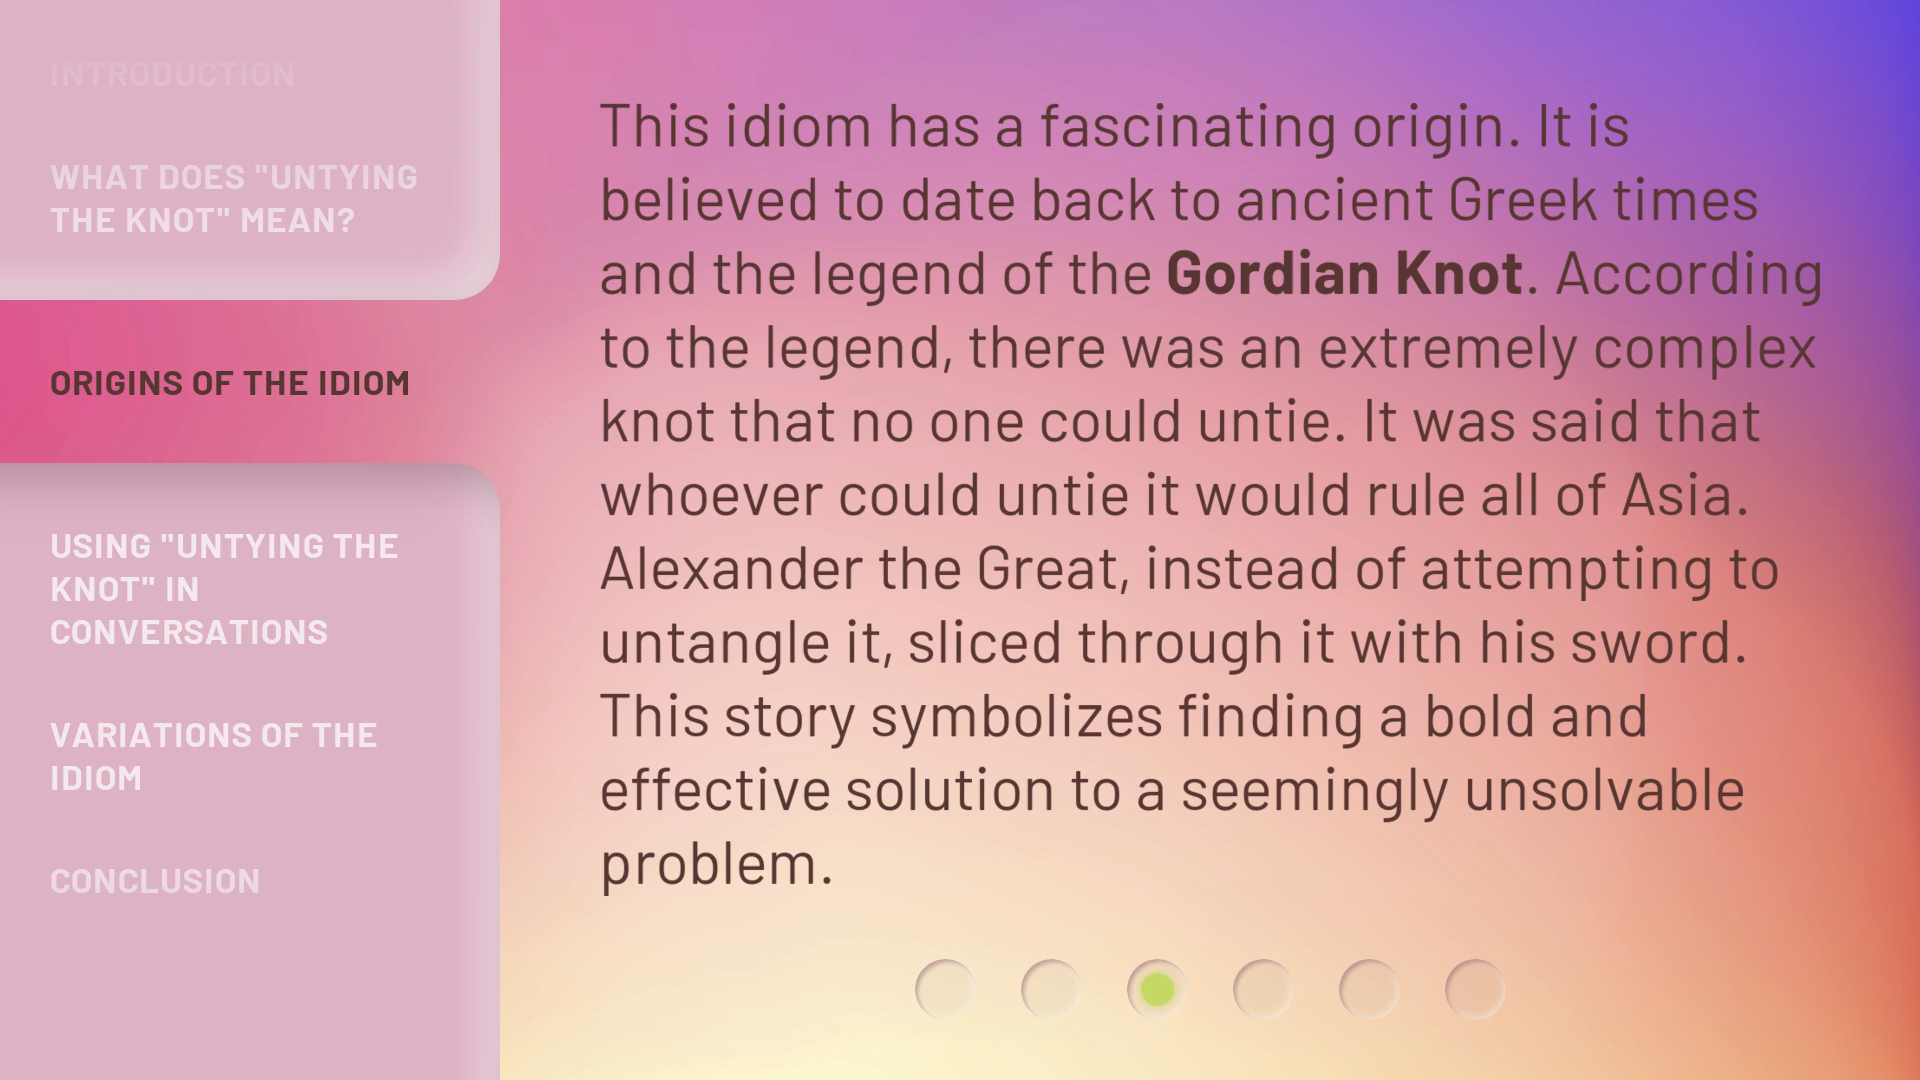 INTRODUCTION
WHAT DOES "UNTYING
THE KNOT" MEAN?
ORIGINS OF THE IDIOM
USING "UNTYING THE
KNOT" IN
CONVERSATIONS
VARIATIONS OF THE
IDIOM
CONCLUSION
This idiom has a fascinating origin. It is
believed to date back to ancient Greek times
and the legend of the Gordian Knot. According
to the legend, there was an extremely complex
knot that no one could untie. It was said that
whoever could untie it would rule all of Asia.
Alexander the Great, instead of attempting to
untangle it, sliced through it with his sword.
This story symbolizes finding a bold and
effective solution to a seemingly unsolvable
problem.